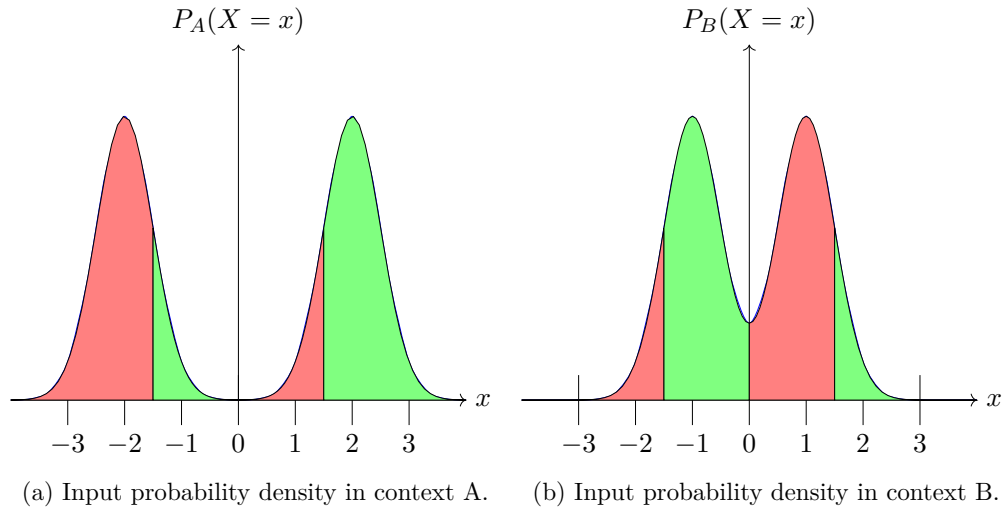 P_A(X = x)
x
−3 −2 −1 0 1 2 3
(a) Input probability density in context A.
P_B(X = x)
x
−3 −2 −1 0 1 2 3
(b) Input probability density in context B.